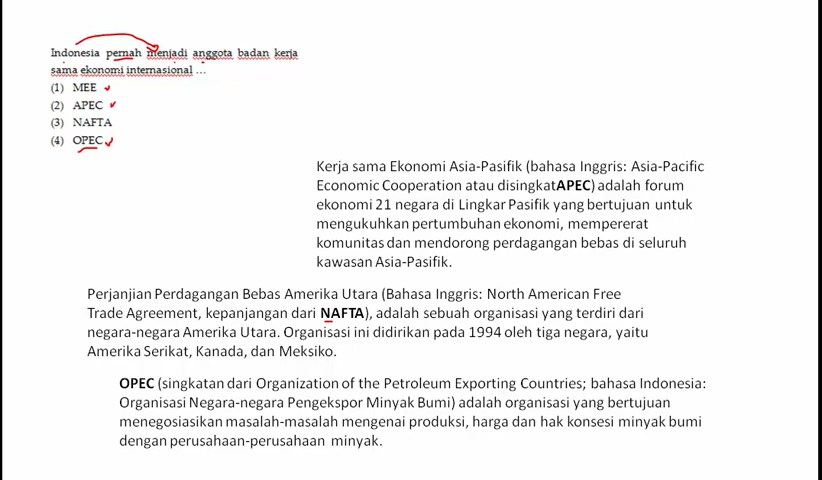 Indonesia pernah menjadi anggota badan kerja
sama ekonomi internasional ...
(1) MEE
(2) APEC
(3) NAFTA
(4) OPEC
Kerja sama Ekonomi Asia-Pasifik (bahasa Inggris: Asia-Pacific
Economic Cooperation atau disingkatAPEC) adalah forum
ekonomi 21 negara di Lingkar Pasifik yang bertujuan untuk
mengukuhkan pertumbuhan ekonomi, mempererat
komunitas dan mendorong perdagangan bebas di seluruh
kawasan Asia-Pasifik.
Perjanjian Perdagangan Bebas Amerika Utara (Bahasa Inggris: North American Free
Trade Agreement, kepanjangan dari NAFTA), adalah sebuah organisasi yang terdiri dari
negara-negara Amerika Utara. Organisasi ini didirikan pada 1994 oleh tiga negara, yaitu
Amerika Serikat, Kanada, dan Meksiko.
OPEC (singkatan dari Organization of the Petroleum Exporting Countries; bahasa Indonesia:
Organisasi Negara-negara Pengekspor Minyak Bumi) adalah organisasi yang bertujuan
menegosiasikan masalah-masalah mengenai produksi, harga dan hak konsesi minyak bumi
dengan perusahaan-perusahaan minyak.